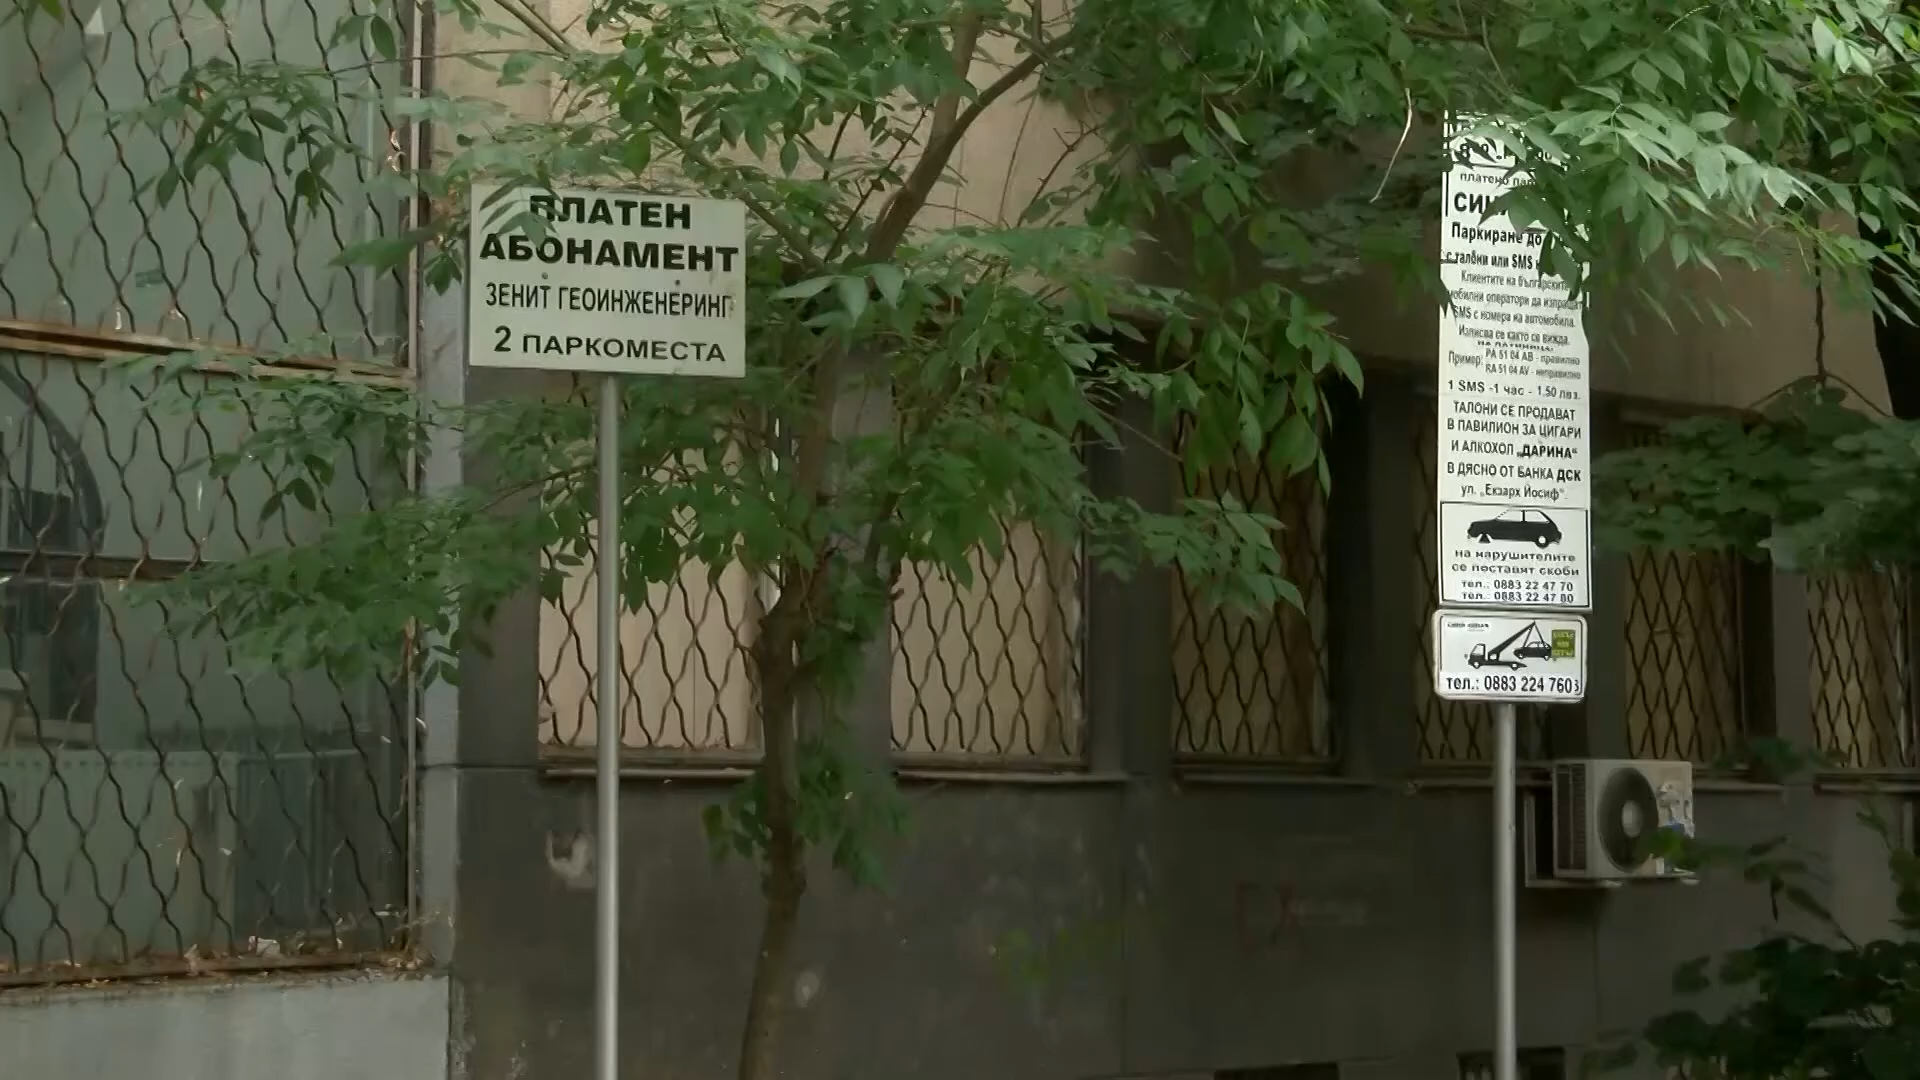 ПЛАТЕН
АБОНАМЕНТ
ЗЕНИТ ГЕОИНЖЕНЕРИНГ
2 ПАРКОМЕСТА
платено
Паркиране до
с талони или SMS
Клиентите на българските
мобилни оператори да изпращат
SMS с номера на автомобила.
Изписва се както се вижда.
Пример: РА 51 04 АВ - правилно
RA 51 04 AV - неправилно
1 SMS -1 час - 1.50 лв.
ТАЛОНИ СЕ ПРОДАВАТ
В ПАВИЛИОН ЗА ЦИГАРИ
И АЛКОХОЛ „ДАРИНА“
В ДЯСНО ОТ БАНКА ДСК
ул. „Екзарх Йосиф“
на нарушителите
се поставят скоби
тел.: 0883 22 47 70
тел.: 0883 22 47 80
тел.: 0883 224 760